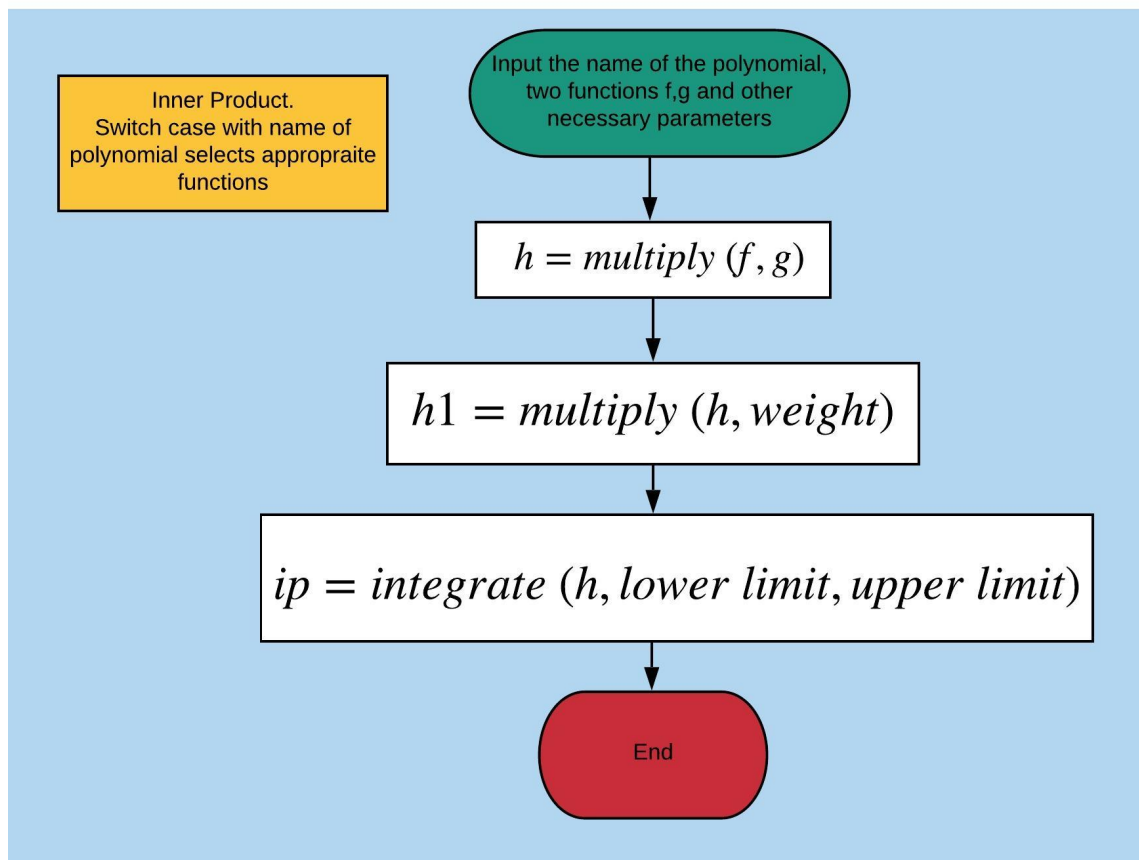 Inner Product.
Switch case with name of
polynomial selects appropraite
functions
Input the name of the polynomial,
two functions f,g and other
necessary parameters
h = multiply (f, g)
h1 = multiply (h, weight)
ip = integrate (h, lower limit, upper limit)
End